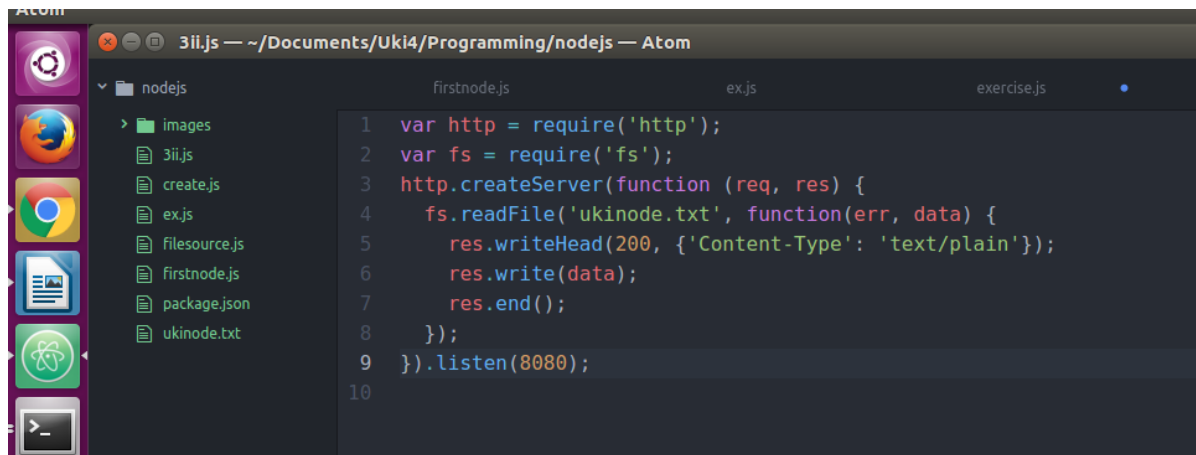 Atom
3ii.js — ~/Documents/Uki4/Programming/nodejs — Atom
nodejs
firstnode.js ex.js exercise.js
images
3ii.js
create.js
ex.js
filesource.js
firstnode.js
package.json
ukinode.txt
1 var http = require('http');
2 var fs = require('fs');
3 http.createServer(function (req, res) {
4 fs.readFile('ukinode.txt', function(err, data) {
5 res.writeHead(200, {'Content-Type': 'text/plain'});
6 res.write(data);
7 res.end();
8 });
9 }).listen(8080);
10